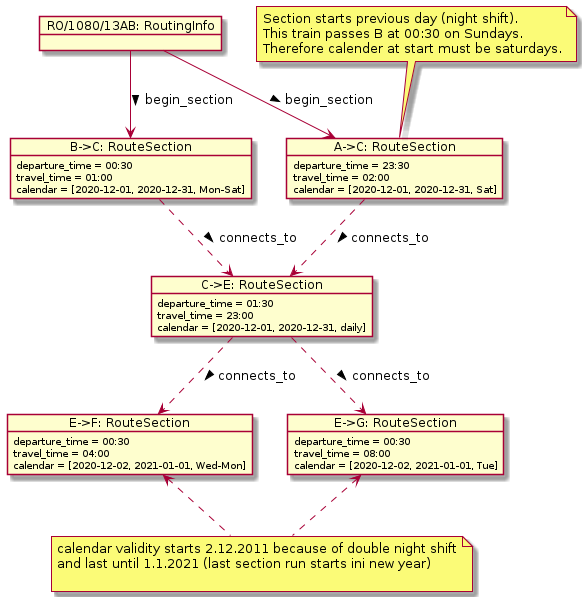 RO/1080/13AB: RoutingInfo
Section starts previous day (night shift).
This train passes B at 00:30 on Sundays.
Therefore calender at start must be saturdays.
begin_section
begin_section
B->C: RouteSection
departure_time = 00:30
travel_time = 01:00
calendar = [2020-12-01, 2020-12-31, Mon-Sat]
A->C: RouteSection
departure_time = 23:30
travel_time = 02:00
calendar = [2020-12-01, 2020-12-31, Sat]
connects_to
connects_to
C->E: RouteSection
departure_time = 01:30
travel_time = 23:00
calendar = [2020-12-01, 2020-12-31, daily]
connects_to
connects_to
E->F: RouteSection
departure_time = 00:30
travel_time = 04:00
calendar = [2020-12-02, 2021-01-01, Wed-Mon]
E->G: RouteSection
departure_time = 00:30
travel_time = 08:00
calendar = [2020-12-02, 2021-01-01, Tue]
calendar validity starts 2.12.2011 because of double night shift
and last until 1.1.2021 (last section run starts ini new year)